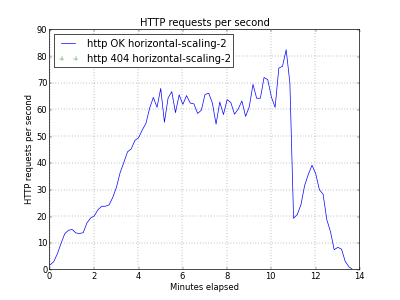 HTTP requests per second
http OK horizontal-scaling-2
http 404 horizontal-scaling-2
HTTP requests per second
90
80
70
60
50
40
30
20
10
0
0 2 4 6 8 10 12 14
Minutes elapsed